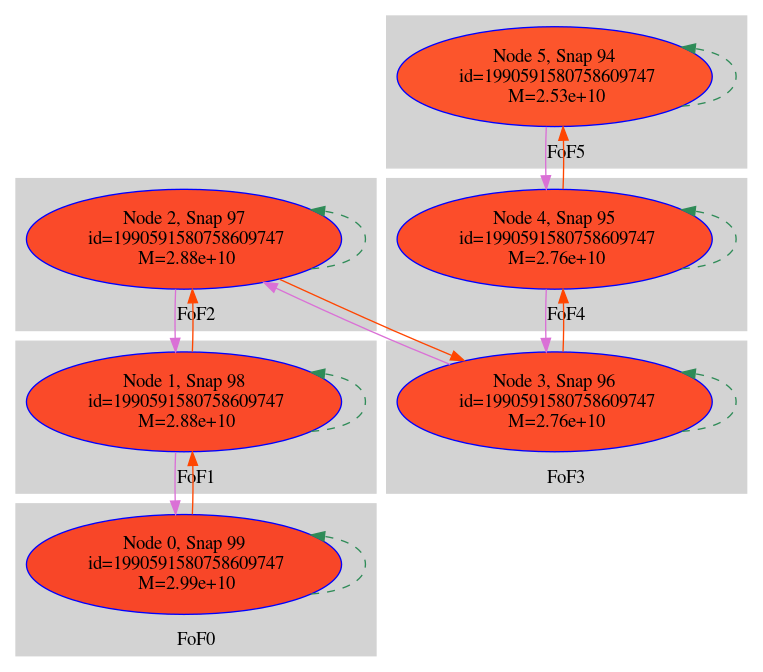 Node 5, Snap 94
id=1990591580758609747
M=2.53e+10
FoF5
Node 2, Snap 97
id=1990591580758609747
M=2.88e+10
FoF2
Node 4, Snap 95
id=1990591580758609747
M=2.76e+10
FoF4
Node 1, Snap 98
id=1990591580758609747
M=2.88e+10
FoF1
Node 3, Snap 96
id=1990591580758609747
M=2.76e+10
FoF3
Node 0, Snap 99
id=1990591580758609747
M=2.99e+10
FoF0